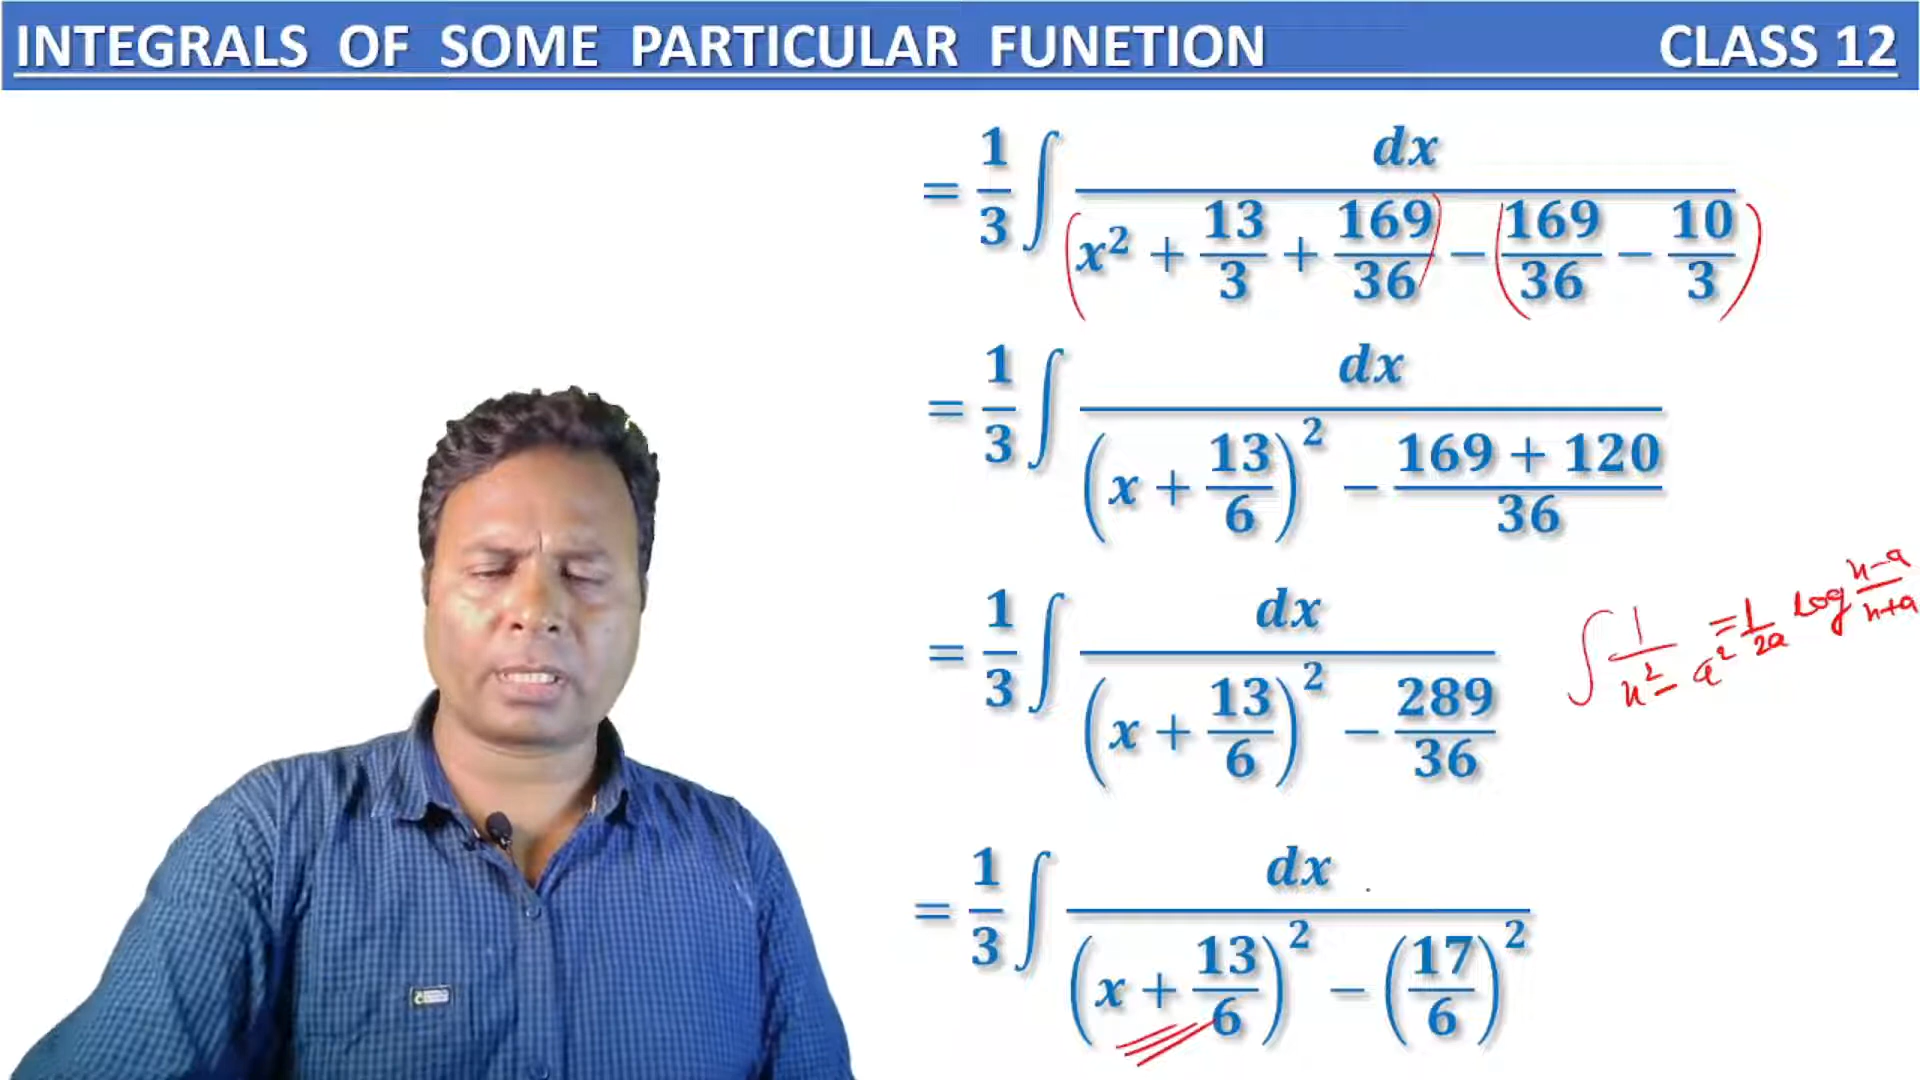 INTEGRALS OF SOME PARTICULAR FUNETION CLASS 12
= 1/3 ∫ dx / (x² + 13/3 + 169/36) − (169/36 − 10/3)
= 1/3 ∫ dx / (x + 13/6)² − (169 + 120)/36
= 1/3 ∫ dx / (x + 13/6)² − 289/36
∫ 1/(x² − a²) = 1/2a Log (x−a)/(x+a)
= 1/3 ∫ dx / (x + 13/6)² − (17/6)²